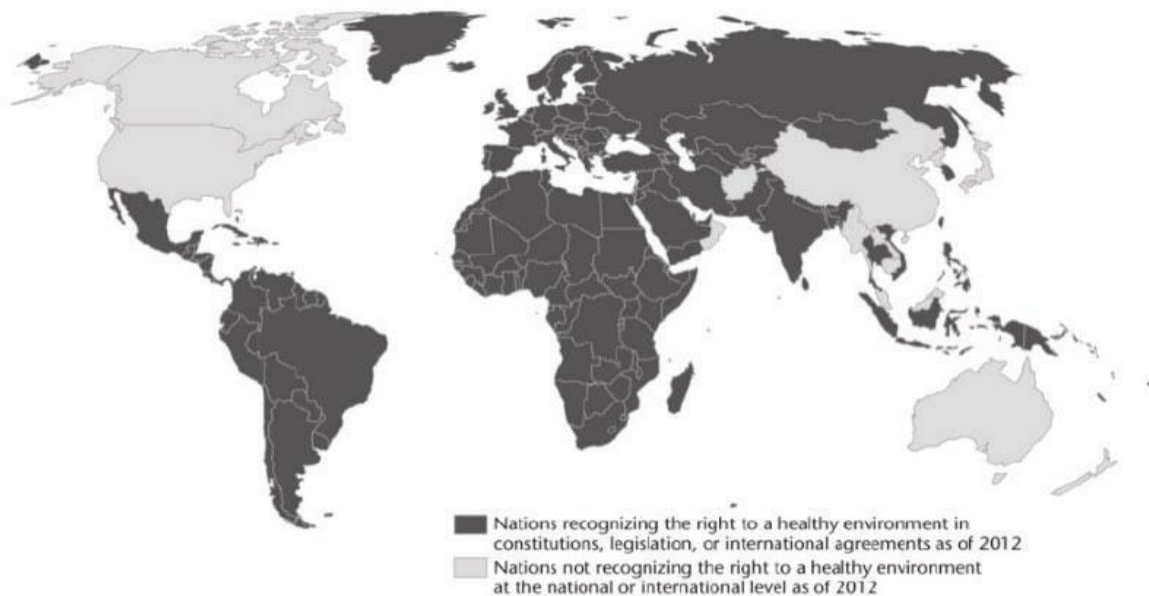 Nations recognizing the right to a healthy environment in
constitutions, legislation, or international agreements as of 2012
Nations not recognizing the right to a healthy environment
at the national or international level as of 2012